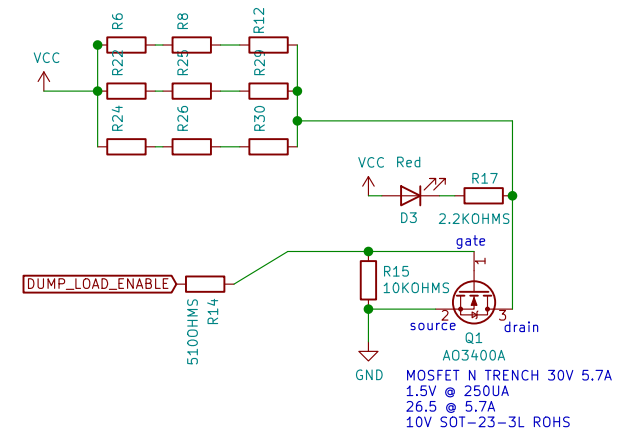 R6
R8
R12
VCC
R22
R25
R29
R24
R26
R30
VCC
Red
R17
D3
2.2KOHMS
gate
1
DUMP_LOAD_ENABLE
R15
10KOHMS
R14
510OHMS
2
3
source
drain
Q1
AO3400A
GND
MOSFET N TRENCH 30V 5.7A
1.5V @ 250UA
26.5 @ 5.7A
10V SOT-23-3L ROHS